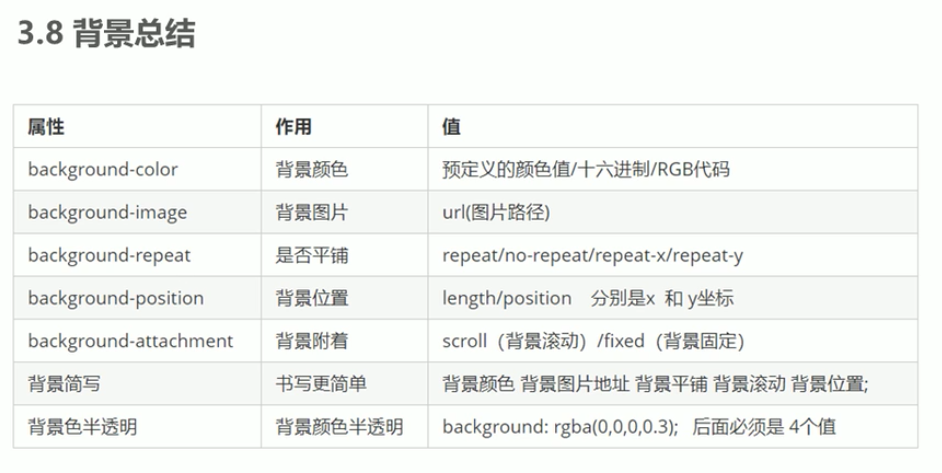 3.8 背景总结
属性 作用 值
background-color 背景颜色 预定义的颜色值/十六进制/RGB代码
background-image 背景图片 url(图片路径)
background-repeat 是否平铺 repeat/no-repeat/repeat-x/repeat-y
background-position 背景位置 length/position 分别是x 和 y坐标
background-attachment 背景附着 scroll（背景滚动）/fixed（背景固定）
背景简写 书写更简单 背景颜色 背景图片地址 背景平铺 背景滚动 背景位置;
背景色半透明 背景颜色半透明 background: rgba(0,0,0,0.3); 后面必须是 4个值